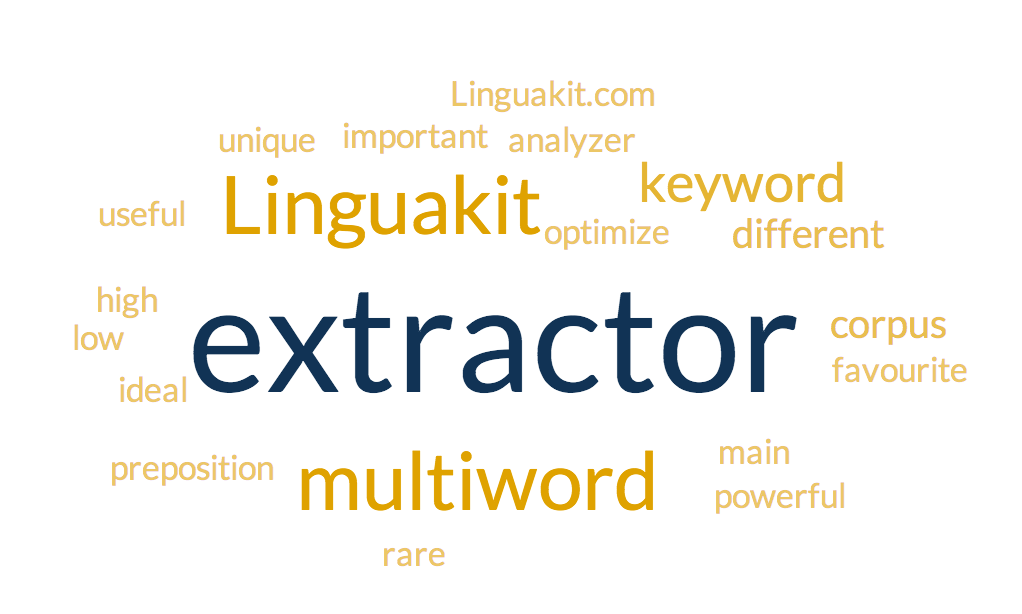 Linguakit.com
unique important analyzer
keyword
useful Linguakit
optimize different
high
extractor corpus
low
favourite
ideal
main
preposition multiword
powerful
rare